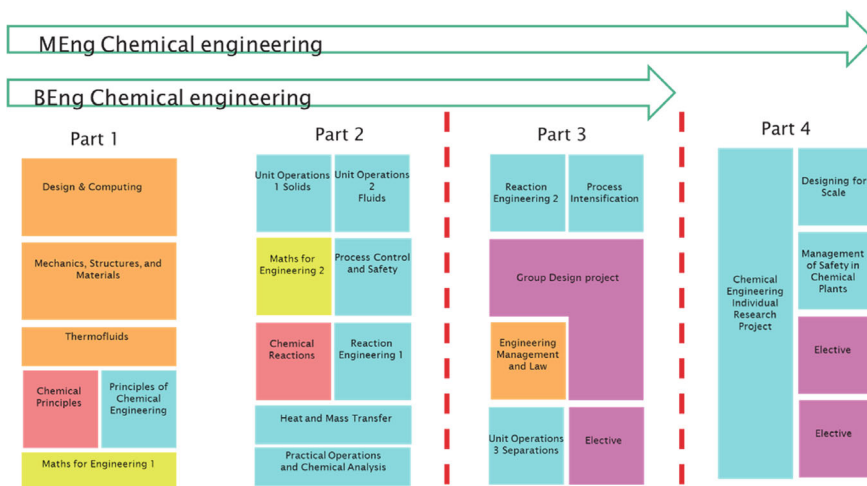 MEng Chemical engineering
BEng Chemical engineering
Part 1
Design & Computing
Mechanics, Structures, and
Materials
Thermofluids
Chemical
Principles
Principles of
Chemical
Engineering
Maths for Engineering 1
Part 2
Unit Operations
1 Solids
Unit Operations
2
Fluids
Maths for
Engineering 2
Process Control
and Safety
Chemical
Reactions
Reaction
Engineering 1
Heat and Mass Transfer
Practical Operations
and Chemical Analysis
Part 3
Reaction
Engineering 2
Process
Intensification
Group Design project
Engineering
Management
and Law
Unit Operations
3 Separations
Elective
Part 4
Chemical
Engineering
Individual
Research
Project
Designing for
Scale
Management
of Safety in
Chemical
Plants
Elective
Elective